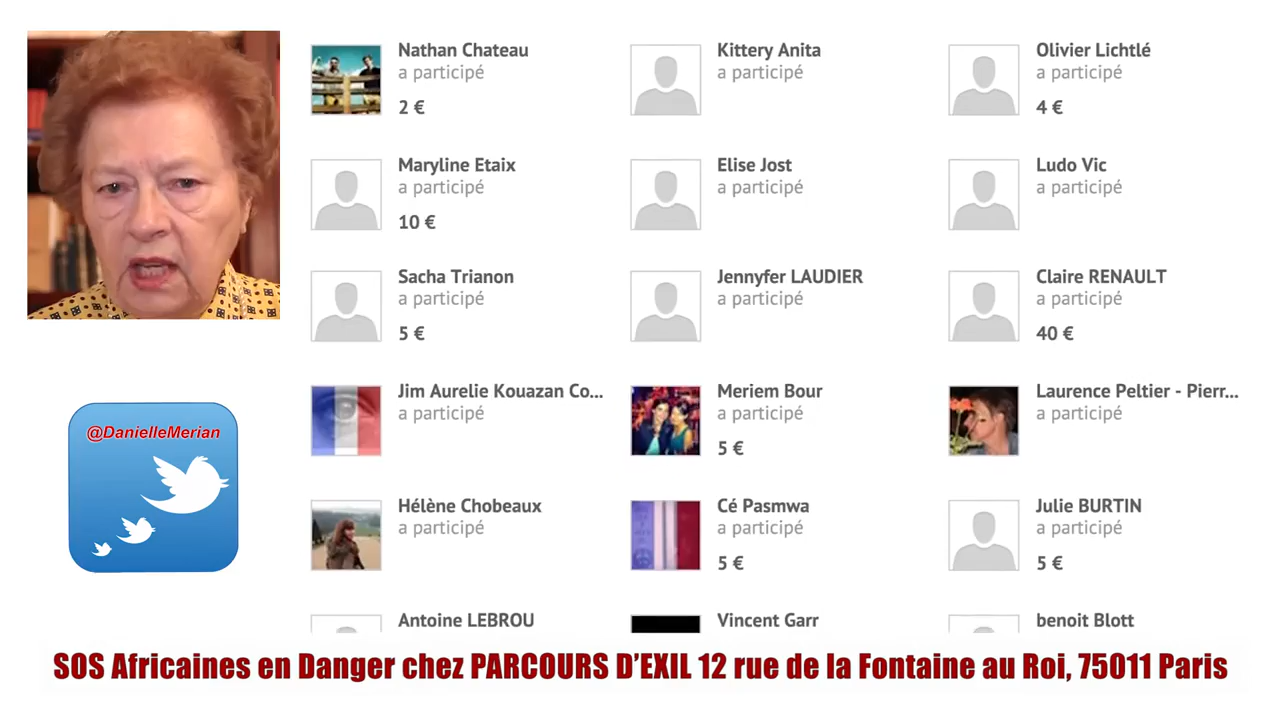 Nathan Chateau
a participé
2 €
Kittery Anita
a participé
Olivier Lichtlé
a participé
4 €
Maryline Etaix
a participé
10 €
Elise Jost
a participé
Ludo Vic
a participé
Sacha Trianon
a participé
5 €
Jennyfer LAUDIER
a participé
Claire RENAULT
a participé
40 €
Jim Aurelie Kouazan Co...
a participé
Meriem Bour
a participé
5 €
Laurence Peltier - Pierr...
a participé
@DanielleMerian
Hélène Chobeaux
a participé
Cé Pasmwa
a participé
5 €
Julie BURTIN
a participé
5 €
Antoine LEBROU
Vincent Garr
benoit Blott
SOS Africaines en Danger chez PARCOURS D'EXIL 12 rue de la Fontaine au Roi, 75011 Paris